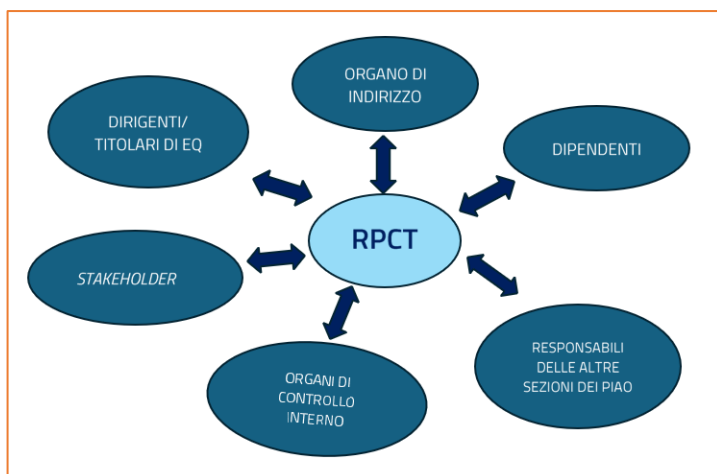 ORGANO DI
INDIRIZZO
DIRIGENTI/
TITOLARI DI EQ
DIPENDENTI
RPCT
STAKEHOLDER
RESPONSABILI
DELLE ALTRE
SEZIONI DEI PIAO
ORGANI DI
CONTROLLO
INTERNO